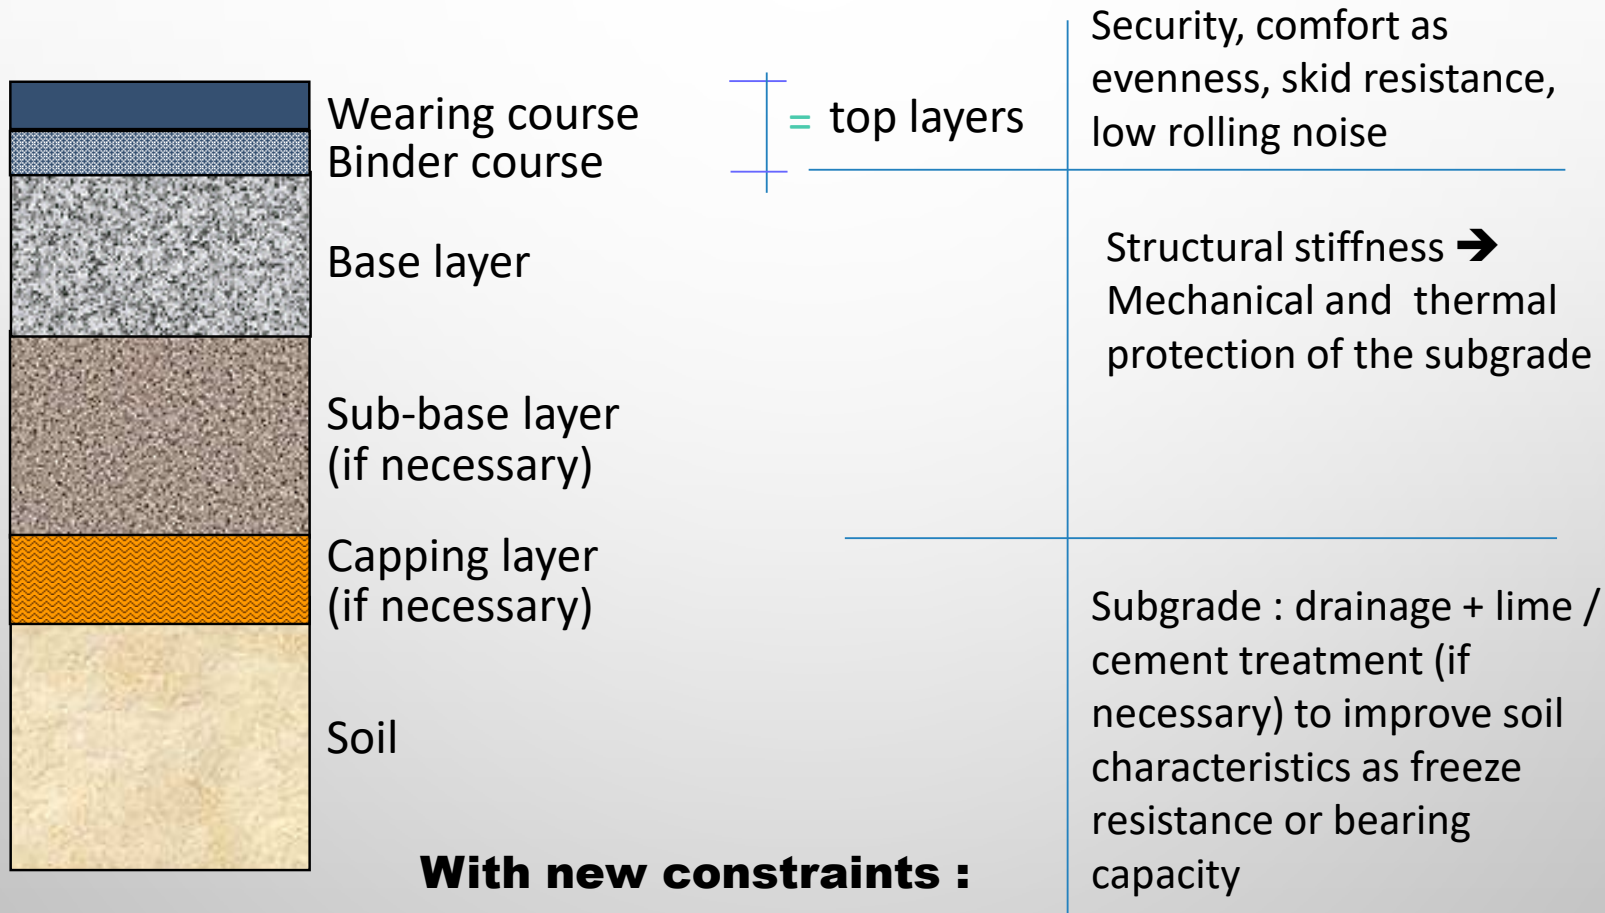 Wearing course
Binder course
= top layers
Security, comfort as
evenness, skid resistance,
low rolling noise
Base layer
Structural stiffness ➔
Mechanical and thermal
protection of the subgrade
Sub-base layer
(if necessary)
Capping layer
(if necessary)
Soil
Subgrade : drainage + lime /
cement treatment (if
necessary) to improve soil
characteristics as freeze
resistance or bearing
capacity
With new constraints :